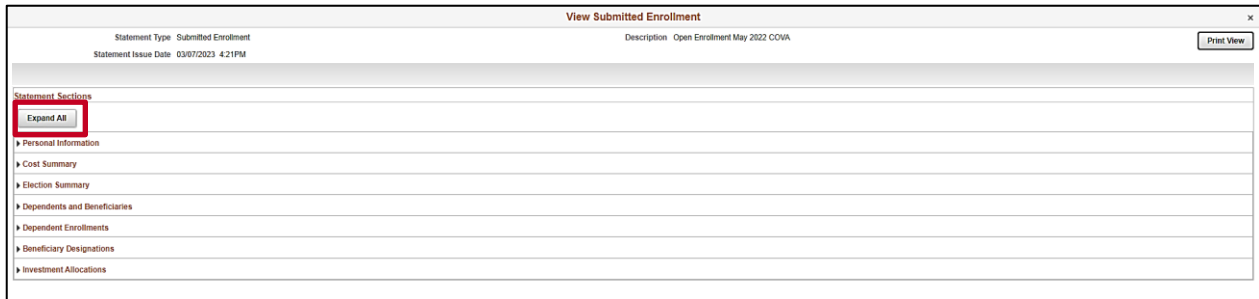 View Submitted Enrollment ×
Statement Type Submitted Enrollment Description Open Enrollment May 2022 COVA Print View
Statement Issue Date 03/07/2023 4:21PM
Statement Sections
Expand All
Personal Information
Cost Summary
Election Summary
Dependents and Beneficiaries
Dependent Enrollments
Beneficiary Designations
Investment Allocations